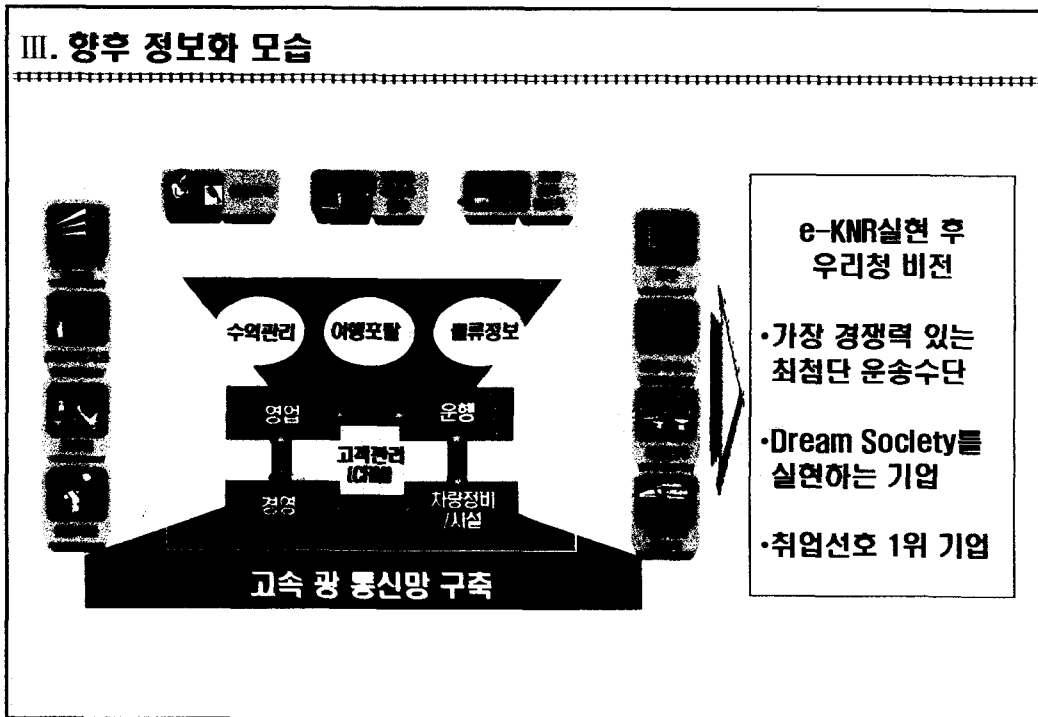 III. 향후 정보화 모습
수익관리 여행포탈 물류정보
영업 운행
고객관리
(CRM)
경영 차량정비
/시설
고속 광 통신망 구축
e-KNR실현 후
우리청 비전
•가장 경쟁력 있는
최첨단 운송수단
•Dream Society를
실현하는 기업
•취업선호 1위 기업